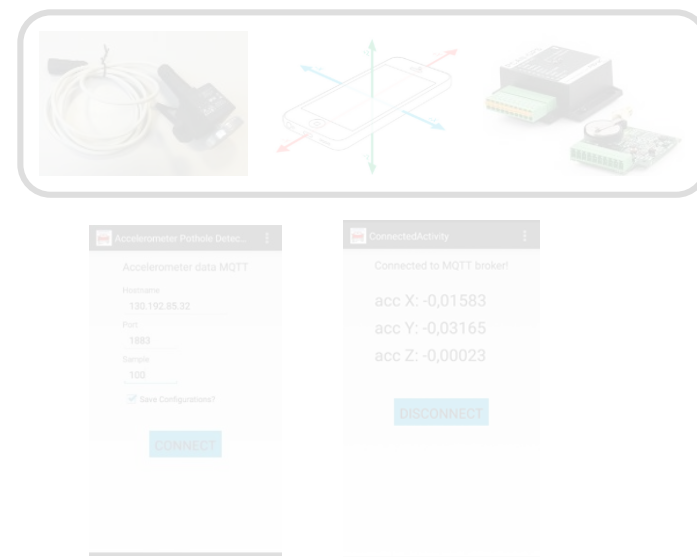 Accelerometer Pothole Detec...
Accelerometer data MQTT
Hostname
130.192.85.32
Port
1883
Sample
100
Save Configurations?
CONNECT
ConnectedActivity
Connected to MQTT broker!
acc X: -0,01583
acc Y: -0,03165
acc Z: -0,00023
DISCONNECT